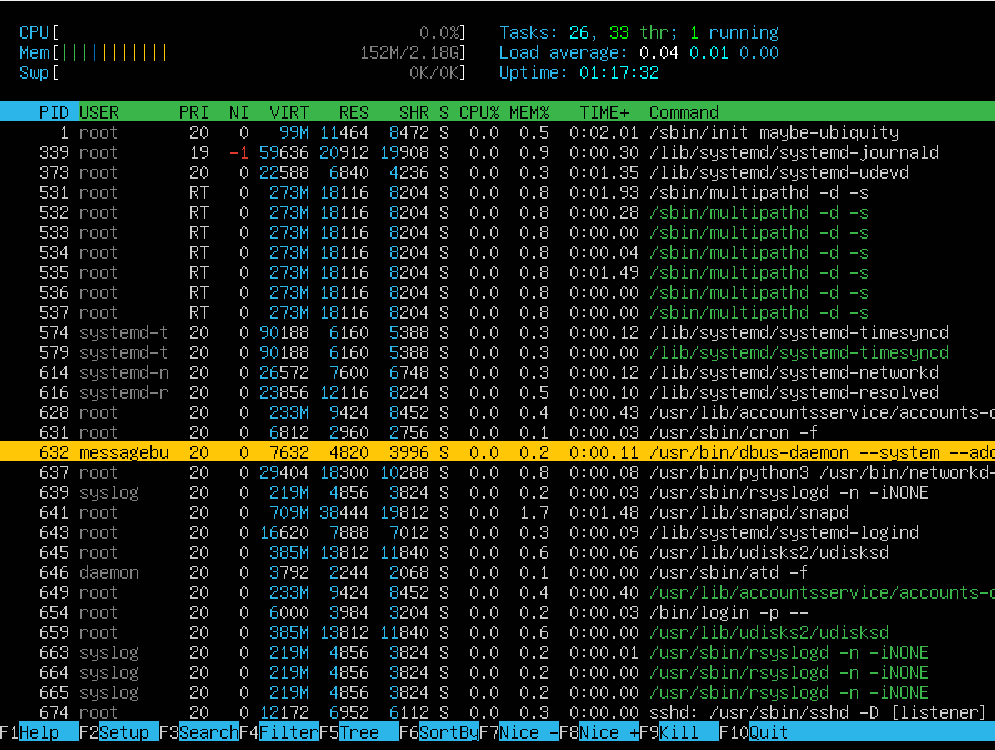 CPU[ 0.0%] Tasks: 26, 33 thr; 1 running
Mem[|||||||||||| 152M/2.18G] Load average: 0.04 0.01 0.00
Swp[ 0K/0K] Uptime: 01:17:32
PID USER PRI NI VIRT RES SHR S CPU% MEM% TIME+ Command
1 root 20 0 99M 11464 8472 S 0.0 0.5 0:02.01 /sbin/init maybe-ubiquity
339 root 19 -1 59636 20912 19908 S 0.0 0.9 0:00.30 /lib/systemd/systemd-journald
373 root 20 0 22588 6840 4236 S 0.0 0.3 0:01.35 /lib/systemd/systemd-udevd
531 root RT 0 273M 18116 8204 S 0.0 0.8 0:01.93 /sbin/multipathd -d -s
532 root RT 0 273M 18116 8204 S 0.0 0.8 0:00.28 /sbin/multipathd -d -s
533 root RT 0 273M 18116 8204 S 0.0 0.8 0:00.00 /sbin/multipathd -d -s
534 root RT 0 273M 18116 8204 S 0.0 0.8 0:00.04 /sbin/multipathd -d -s
535 root RT 0 273M 18116 8204 S 0.0 0.8 0:01.49 /sbin/multipathd -d -s
536 root RT 0 273M 18116 8204 S 0.0 0.8 0:00.00 /sbin/multipathd -d -s
537 root RT 0 273M 18116 8204 S 0.0 0.8 0:00.00 /sbin/multipathd -d -s
574 systemd-t 20 0 90188 6160 5388 S 0.0 0.3 0:00.12 /lib/systemd/systemd-timesyncd
579 systemd-t 20 0 90188 6160 5388 S 0.0 0.3 0:00.00 /lib/systemd/systemd-timesyncd
614 systemd-n 20 0 26572 7600 6748 S 0.0 0.3 0:00.12 /lib/systemd/systemd-networkd
616 systemd-r 20 0 23856 12116 8224 S 0.0 0.5 0:00.10 /lib/systemd/systemd-resolved
628 root 20 0 233M 9424 8452 S 0.0 0.4 0:00.43 /usr/lib/accountsservice/accounts-d
631 root 20 0 6812 2960 2756 S 0.0 0.1 0:00.03 /usr/sbin/cron -f
632 messagebu 20 0 7632 4820 3996 S 0.0 0.2 0:00.11 /usr/bin/dbus-daemon --system --add
637 root 20 0 29404 18300 10288 S 0.0 0.8 0:00.08 /usr/bin/python3 /usr/bin/networkd-
639 syslog 20 0 219M 4856 3824 S 0.0 0.2 0:00.03 /usr/sbin/rsyslogd -n -iNONE
641 root 20 0 709M 38444 19812 S 0.0 1.7 0:01.48 /usr/lib/snapd/snapd
643 root 20 0 16620 7888 7012 S 0.0 0.3 0:00.09 /lib/systemd/systemd-logind
645 root 20 0 385M 13812 11840 S 0.0 0.6 0:00.06 /usr/lib/udisks2/udisksd
646 daemon 20 0 3792 2244 2068 S 0.0 0.1 0:00.00 /usr/sbin/atd -f
649 root 20 0 233M 9424 8452 S 0.0 0.4 0:00.40 /usr/lib/accountsservice/accounts-d
654 root 20 0 6000 3984 3204 S 0.0 0.2 0:00.03 /bin/login -p --
659 root 20 0 385M 13812 11840 S 0.0 0.6 0:00.00 /usr/lib/udisks2/udisksd
663 syslog 20 0 219M 4856 3824 S 0.0 0.2 0:00.01 /usr/sbin/rsyslogd -n -iNONE
664 syslog 20 0 219M 4856 3824 S 0.0 0.2 0:00.00 /usr/sbin/rsyslogd -n -iNONE
665 syslog 20 0 219M 4856 3824 S 0.0 0.2 0:00.00 /usr/sbin/rsyslogd -n -iNONE
674 root 20 0 12172 6952 6112 S 0.0 0.3 0:00.00 sshd: /usr/sbin/sshd -D [listener]
F1Help F2Setup F3SearchF4FilterF5Tree F6SortByF7Nice -F8Nice +F9Kill F10Quit